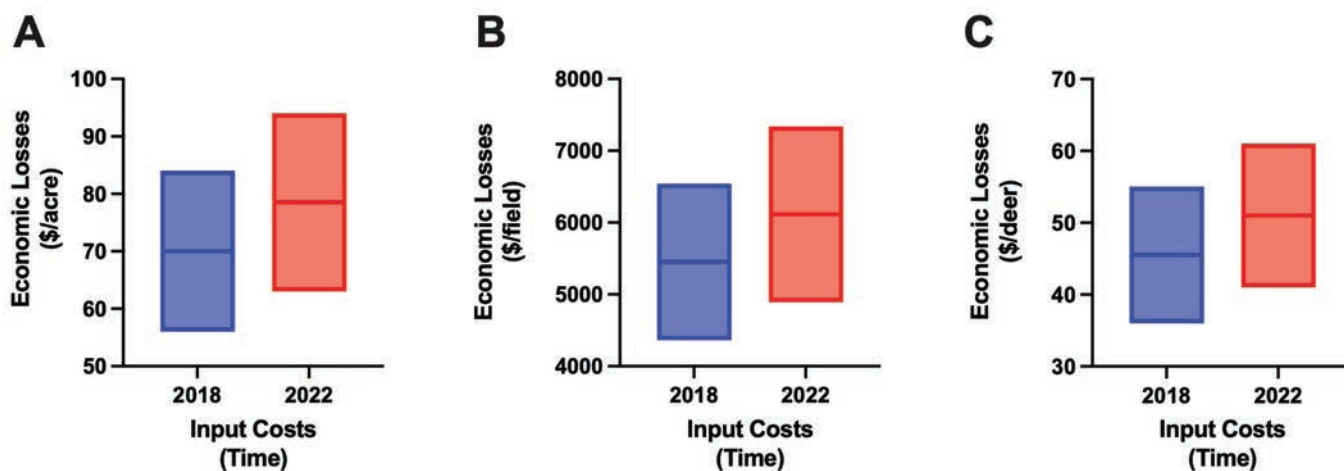 A
Economic Losses
($/acre)
100
90
80
70
60
50
2018
2022
Input Costs
(Time)
B
Economic Losses
($/field)
8000
7000
6000
5000
4000
2018
2022
Input Costs
(Time)
C
Economic Losses
($/deer)
70
60
50
40
30
2018
2022
Input Costs
(Time)